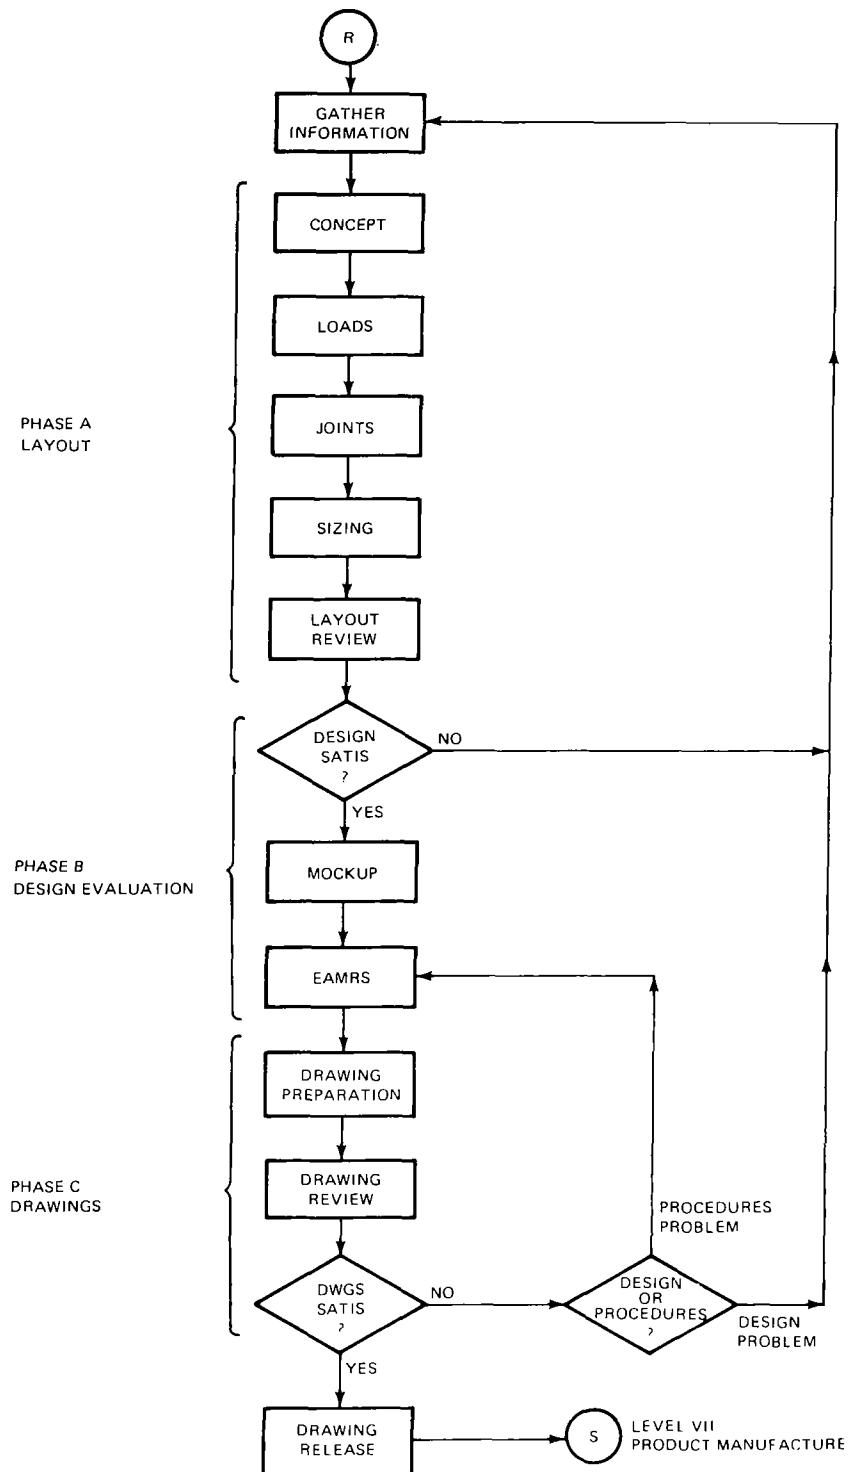 R
GATHER
INFORMATION
CONCEPT
LOADS
JOINTS
PHASE A
LAYOUT
SIZING
LAYOUT
REVIEW
DESIGN
SATIS
?
NO
YES
PHASE B
DESIGN EVALUATION
MOCKUP
EAMRS
DRAWING
PREPARATION
PHASE C
DRAWINGS
DRAWING
REVIEW
PROCEDURES
PROBLEM
DWGS
SATIS
?
NO
DESIGN
OR
PROCEDURES
?
DESIGN
PROBLEM
YES
DRAWING
RELEASE
S
LEVEL VII
PRODUCT MANUFACTURE